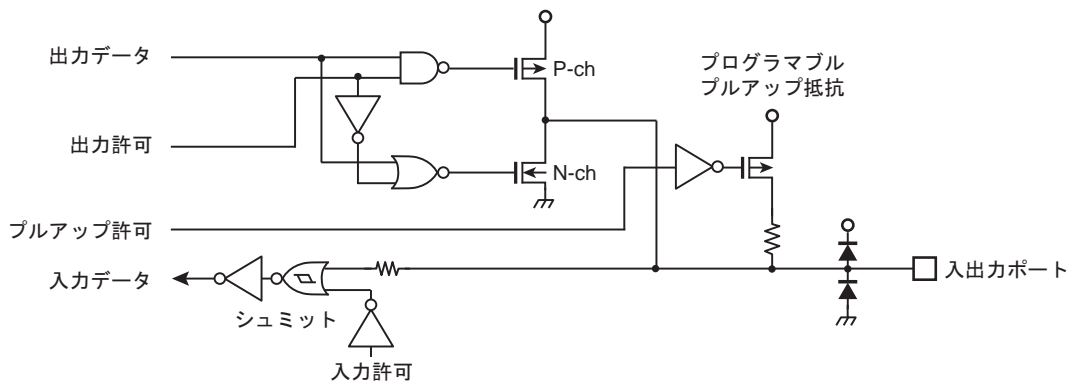 出力データ
P-ch
プログラマブル
プルアップ抵抗
出力許可
N-ch
プルアップ許可
入力データ
入出力ポート
シュミット
入力許可